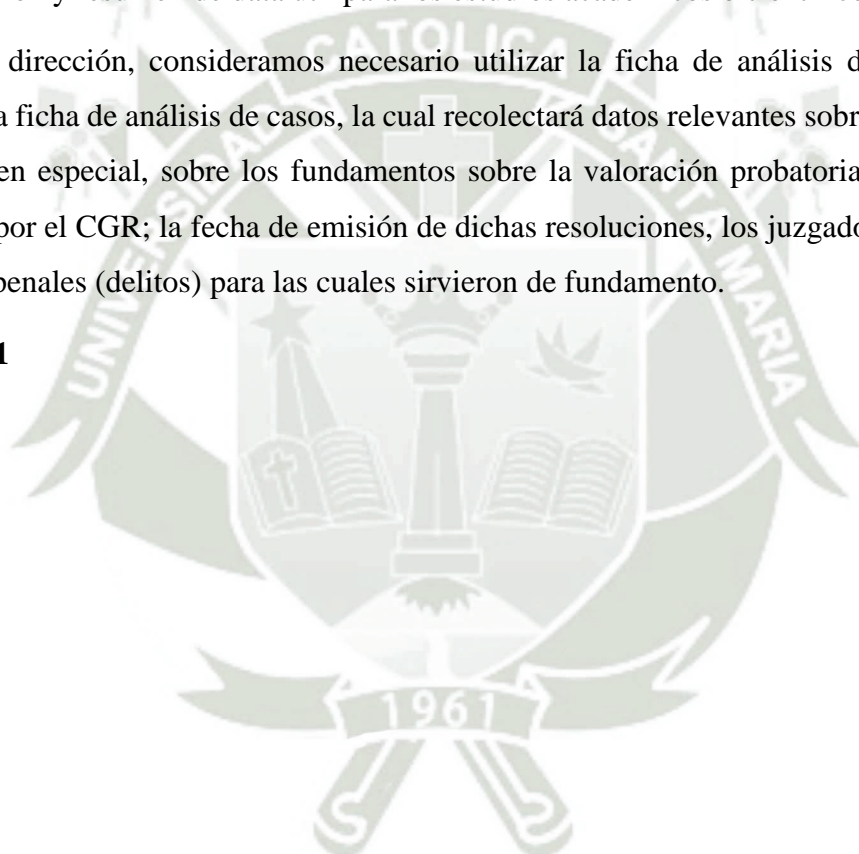 dirección, consideramos necesario utilizar la ficha de análisis d
a ficha de análisis de casos, la cual recolectará datos relevantes sobr
en especial, sobre los fundamentos sobre la valoración probatoria
por el CGR; la fecha de emisión de dichas resoluciones, los juzgado
penales (delitos) para las cuales sirvieron de fundamento.
1
UNIVERSIDAD CATOLICA SANTA MARIA
1961